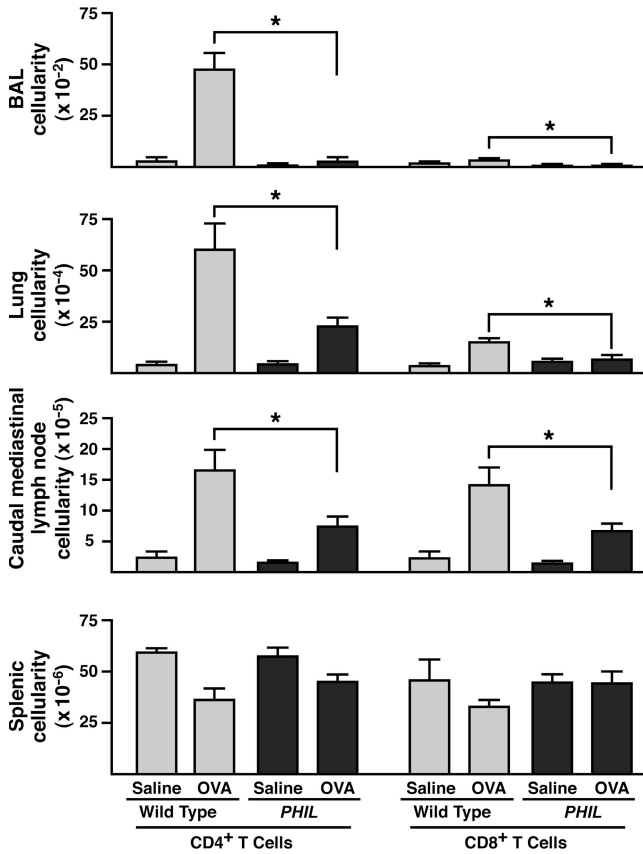 BAL
cellularity
(x 10⁻²)
75
50
25
*
*
Lung
cellularity
(x 10⁻⁴)
75
50
25
*
*
Caudal mediastinal
lymph node
cellularity (x 10⁻⁵)
25
20
15
10
5
*
*
Splenic
cellularity
(x 10⁻⁶)
75
50
25
Saline OVA Saline OVA Saline OVA Saline OVA
Wild Type PHIL Wild Type PHIL
CD4⁺ T Cells CD8⁺ T Cells